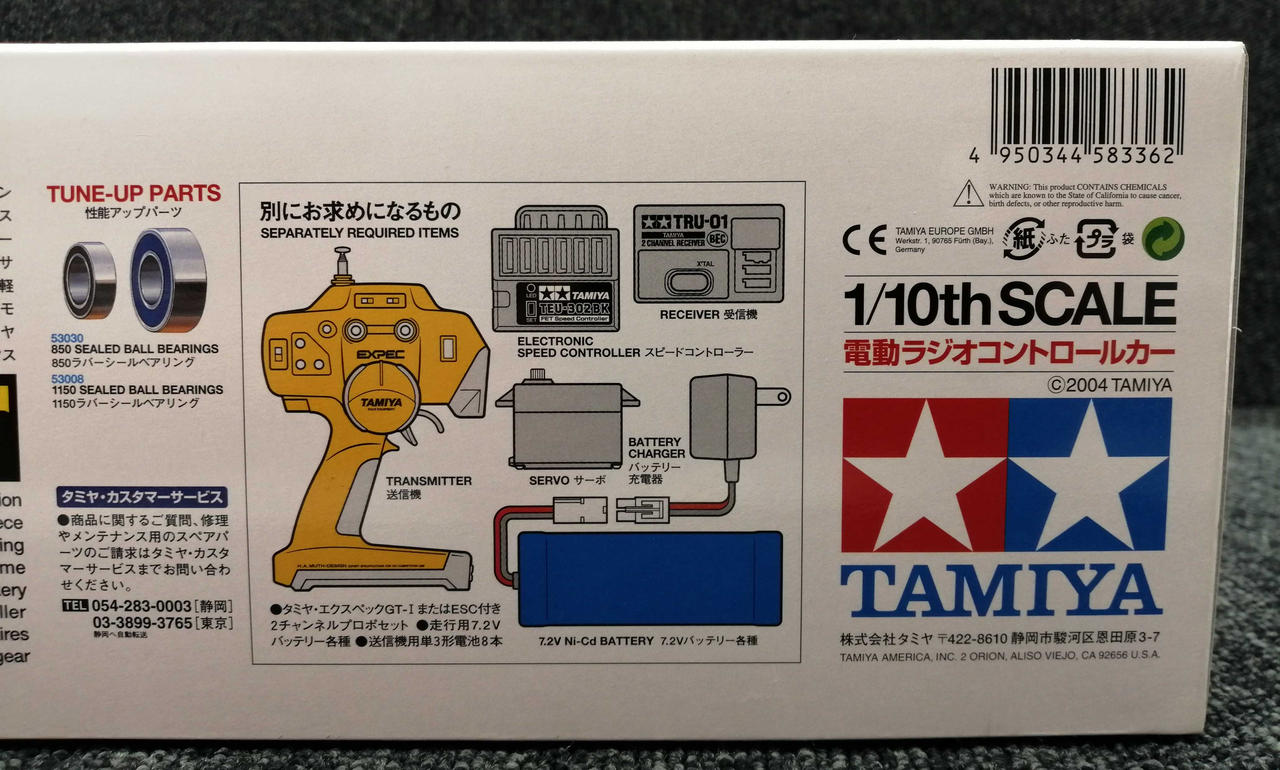 ン
ス
ー
サ
軽
モ
ヤ
ス
ion
ece
ing
me
tery
ller
ires
gear
TUNE-UP PARTS
性能アップパーツ
53030
850 SEALED BALL BEARINGS
850ラバーシールベアリング
53008
1150 SEALED BALL BEARINGS
1150ラバーシールベアリング
タミヤ・カスタマーサービス
●商品に関するご質問、修理
やメンテナンス用のスペアパ
ーツのご請求はタミヤ・カスタ
マーサービスまでお問い合わ
せください。
TEL 054-283-0003[静岡]
03-3899-3765[東京]
静岡へ自動転送
別にお求めになるもの
SEPARATELY REQUIRED ITEMS
EXPEC
TAMIYA
H.A. MUTH-DESIGN
TRANSMITTER
送信機
LED
SET
TAMIYA
TEU-302BK
FET Speed Controller
ELECTRONIC
SPEED CONTROLLER スピードコントローラー
TRU-01
TAMIYA
2 CHANNEL RECEIVER
BEC
X'TAL
RECEIVER 受信機
SERVO サーボ
BATTERY
CHARGER
バッテリー
充電器
●タミヤ・エクスペックGT-I またはESC付き
2チャンネルプロポセット ●走行用7.2V
バッテリー各種 ●送信機用単3形電池8本
7.2V Ni-Cd BATTERY 7.2Vバッテリー各種
4 950344 583362
WARNING: This product CONTAINS CHEMICALS
which are known to the State of California to cause cancer,
birth defects, or other reproductive harm.
CE
TAMIYA EUROPE GMBH
Werkstr. 1, 90765 Fürth (Bay.),
Germany
紙 ふた プラ 袋
1/10th SCALE
電動ラジオコントロールカー
©2004 TAMIYA
TAMIYA
株式会社タミヤ 〒422-8610 静岡市駿河区恩田原3-7
TAMIYA AMERICA, INC. 2 ORION, ALISO VIEJO, CA 92656 U.S.A.